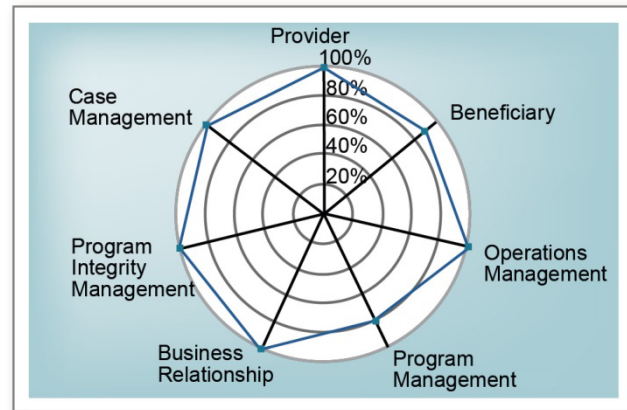 Provider
100%
80%
60%
40%
20%
Case
Management
Beneficiary
Program
Integrity
Management
Operations
Management
Business
Relationship
Program
Management